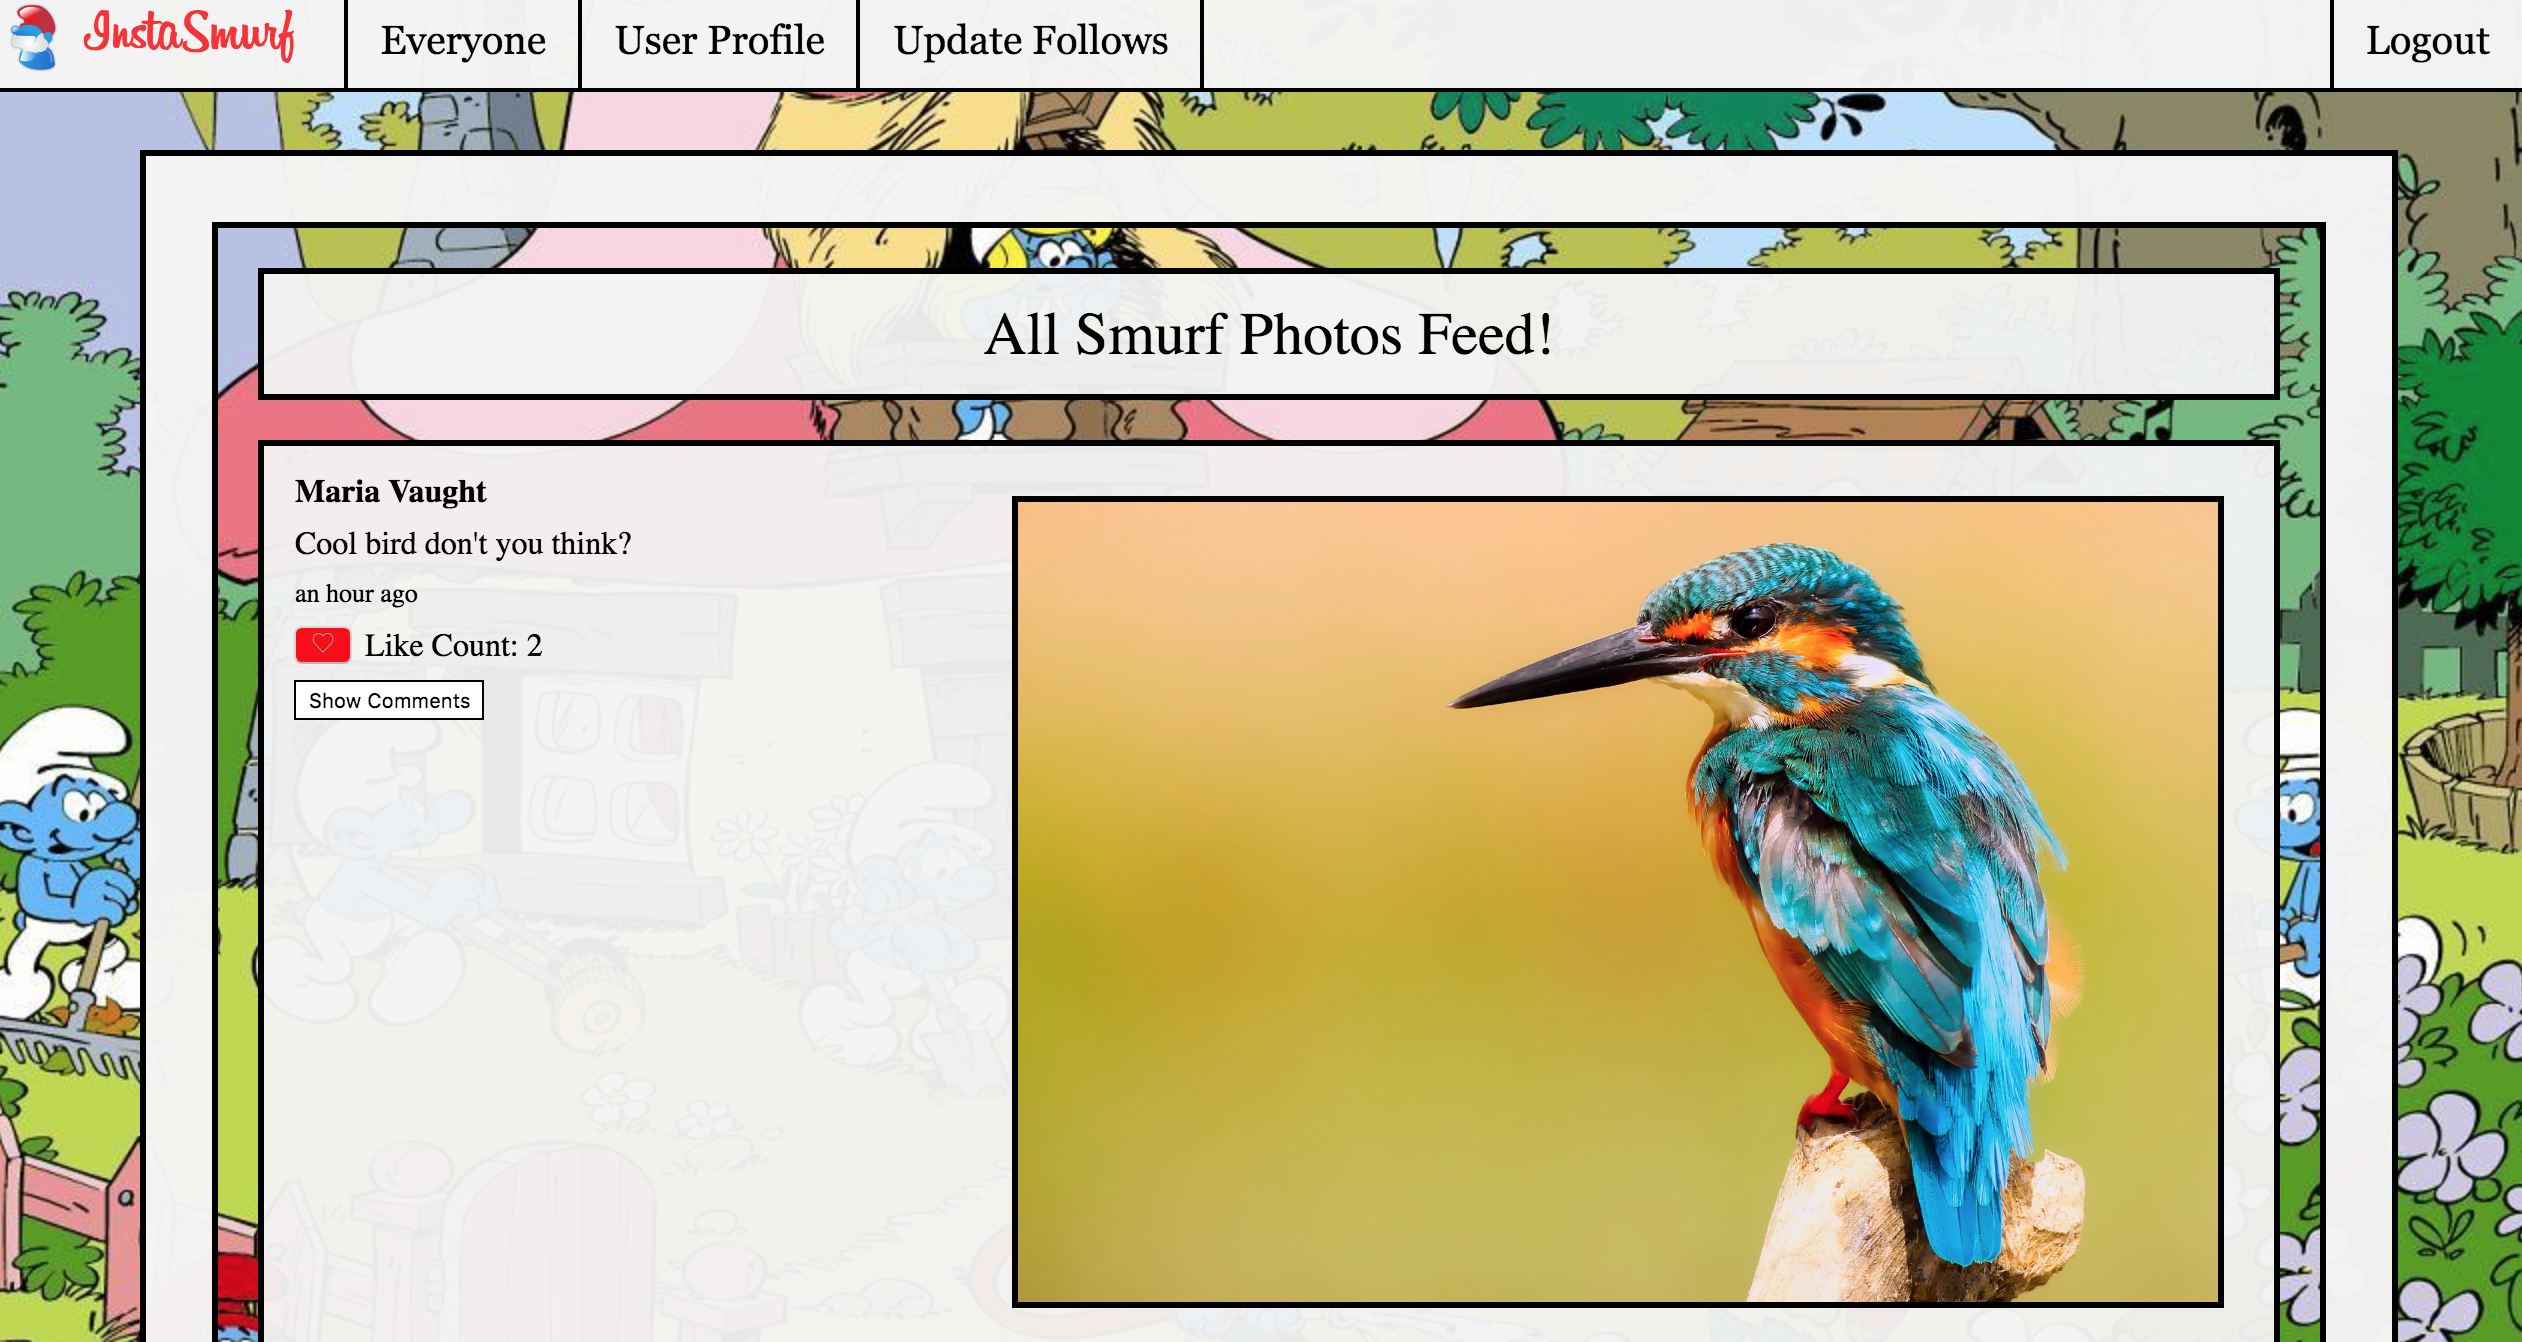 InstaSmurf
Everyone
User Profile
Update Follows
Logout
All Smurf Photos Feed!
Maria Vaught
Cool bird don't you think?
an hour ago
♡ Like Count: 2
Show Comments